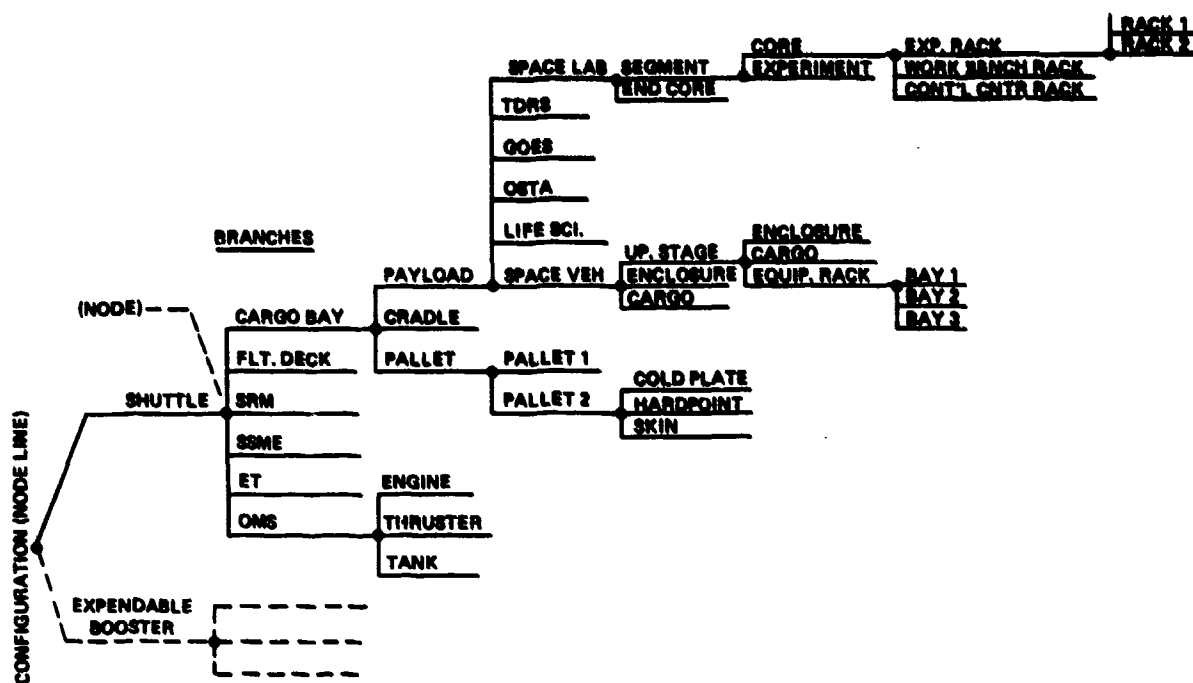 RACK 1
RACK 2
CORE
EXP. RACK
SPACE LAB
SEGMENT
EXPERIMENT
WORK BENCH RACK
END CORE
CONT'L CNTR RACK
TDRS
GOES
OSTA
LIFE SCI.
BRANCHES
ENCLOSURE
UP. STAGE
CARGO
PAYLOAD
SPACE VEH
ENCLOSURE
EQUIP. RACK
BAY 1
CARGO
BAY 2
(NODE)
CARGO BAY
CRADLE
BAY 3
FLT. DECK
PALLET
PALLET 1
COLD PLATE
SHUTTLE
SRM
PALLET 2
HARDPOINT
SKIN
SSME
ET
ENGINE
OMS
THRUSTER
TANK
EXPENDABLE
BOOSTER
CONFIGURATION (NODE LINE)